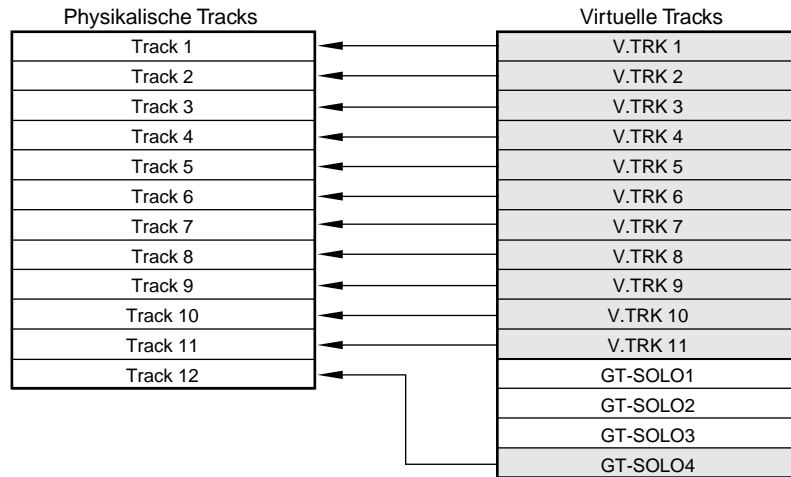 Physikalische Tracks
Virtuelle Tracks
Track 1
V.TRK 1
Track 2
V.TRK 2
Track 3
V.TRK 3
Track 4
V.TRK 4
Track 5
V.TRK 5
Track 6
V.TRK 6
Track 7
V.TRK 7
Track 8
V.TRK 8
Track 9
V.TRK 9
Track 10
V.TRK 10
Track 11
V.TRK 11
Track 12
GT-SOLO1
GT-SOLO2
GT-SOLO3
GT-SOLO4